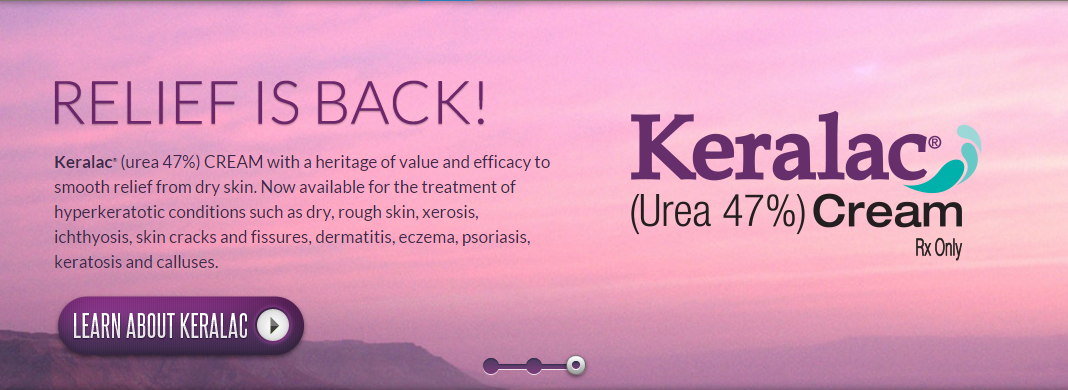 RELIEF IS BACK!
Keralac® (urea 47%) CREAM with a heritage of value and efficacy to
smooth relief from dry skin. Now available for the treatment of
hyperkeratotic conditions such as dry, rough skin, xerosis,
ichthyosis, skin cracks and fissures, dermatitis, eczema, psoriasis,
keratosis and calluses.
LEARN ABOUT KERALAC
Keralac®
(Urea 47%) Cream
Rx Only